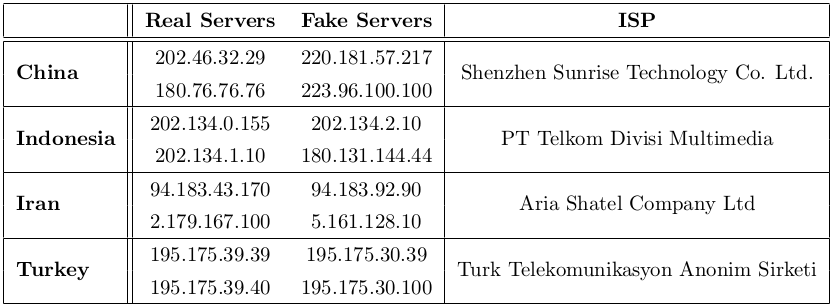 Real Servers Fake Servers ISP
202.46.32.29 220.181.57.217
China Shenzhen Sunrise Technology Co. Ltd.
180.76.76.76 223.96.100.100
202.134.0.155 202.134.2.10
Indonesia PT Telkom Divisi Multimedia
202.134.1.10 180.131.144.44
94.183.43.170 94.183.92.90
Iran Aria Shatel Company Ltd
2.179.167.100 5.161.128.10
195.175.39.39 195.175.30.39
Turkey Turk Telekomunikasyon Anonim Sirketi
195.175.39.40 195.175.30.100